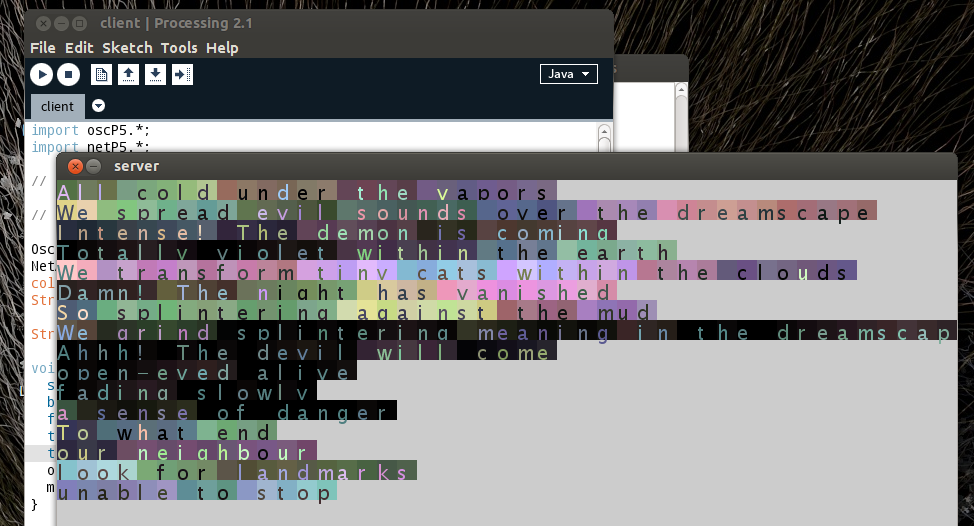 client | Processing 2.1
File Edit Sketch Tools Help
Java
client
import oscP5.*;
import netP5.*;
//
//
Osc
Net
col
Str
Str
voi
s
b
f
t
t
o
m
}
server
All cold under the vapors
We spread evil sounds over the dreamscape
Intense! The demon is coming
Totally violet within the earth
We transform tiny cats within the clouds
Damn! The night has vanished
So splintering against the mud
We grind splintering meaning in the dreamscap
Ahhh! The devil will come
open-eyed alive
fading slowly
a sense of danger
To what end
our neighbour
look for landmarks
unable to stop